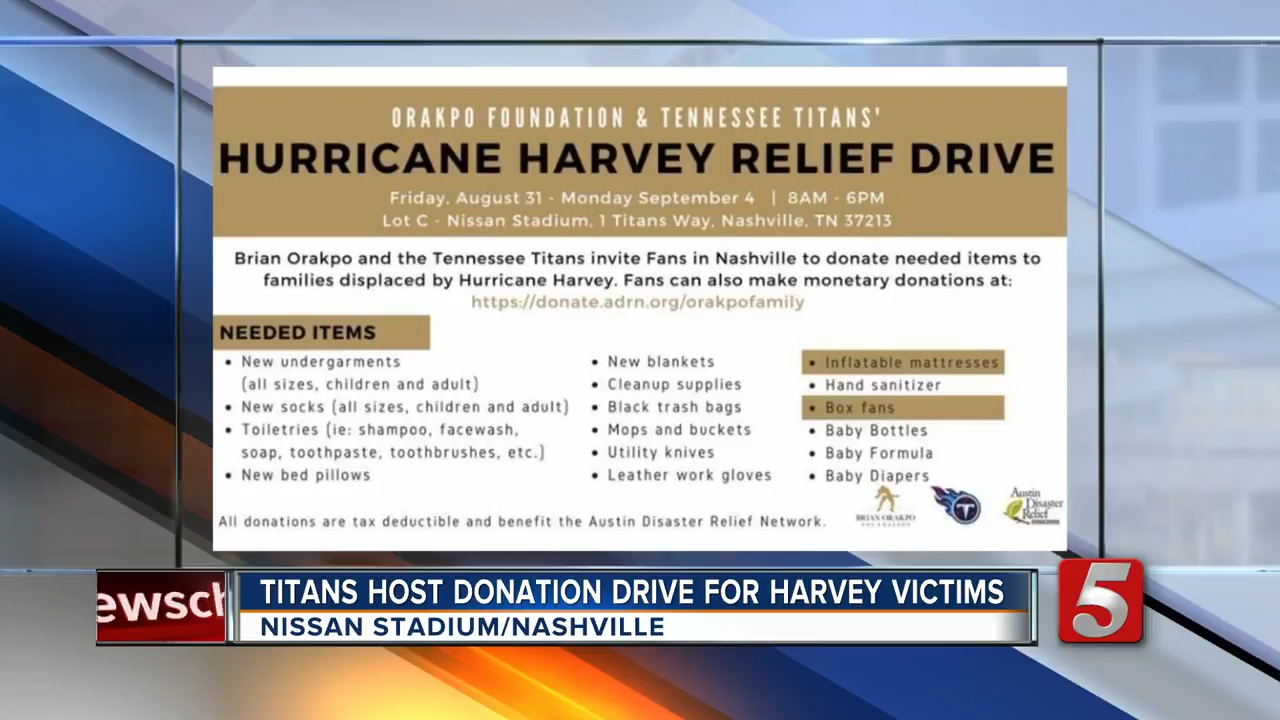 ORAKPO FOUNDATION & TENNESSEE TITANS'
HURRICANE HARVEY RELIEF DRIVE
Friday, August 31 - Monday September 4 | 8AM - 6PM
Lot C - Nissan Stadium, 1 Titans Way, Nashville, TN 37213
Brian Orakpo and the Tennessee Titans invite Fans in Nashville to donate needed items to
families displaced by Hurricane Harvey. Fans can also make monetary donations at:
https://donate.adrn.org/orakpofamily
NEEDED ITEMS
• New undergarments
(all sizes, children and adult)
• New socks (all sizes, children and adult)
• Toiletries (ie: shampoo, facewash,
soap, toothpaste, toothbrushes, etc.)
• New bed pillows
• New blankets
• Cleanup supplies
• Black trash bags
• Mops and buckets
• Utility knives
• Leather work gloves
• Inflatable mattresses
• Hand sanitizer
• Box fans
• Baby Bottles
• Baby Formula
• Baby Diapers
BRIAN ORAKPO
FOUNDATION
T
Austin
Disaster
Relief
All donations are tax deductible and benefit the Austin Disaster Relief Network.
ewsch
TITANS HOST DONATION DRIVE FOR HARVEY VICTIMS
NISSAN STADIUM/NASHVILLE
5